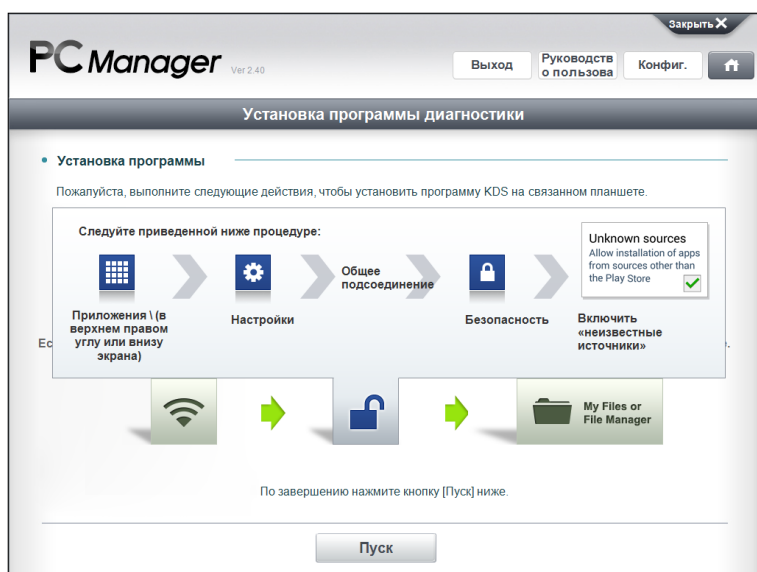 Закрыть X
PC Manager Ver 2.40
Выход
Руководств
о пользова
Конфиг.
Установка программы диагностики
• Установка программы
Пожалуйста, выполните следующие действия, чтобы установить программу KDS на связанном планшете.
Следуйте приведенной ниже процедуре:
Приложения \ (в
верхнем правом
углу или внизу
экрана)
Настройки
Общее
подсоединение
Безопасность
Unknown sources
Allow installation of apps
from sources other than
the Play Store
Включить
«неизвестные
источники»
Ес
е.
My Files or
File Manager
По завершению нажмите кнопку [Пуск] ниже.
Пуск